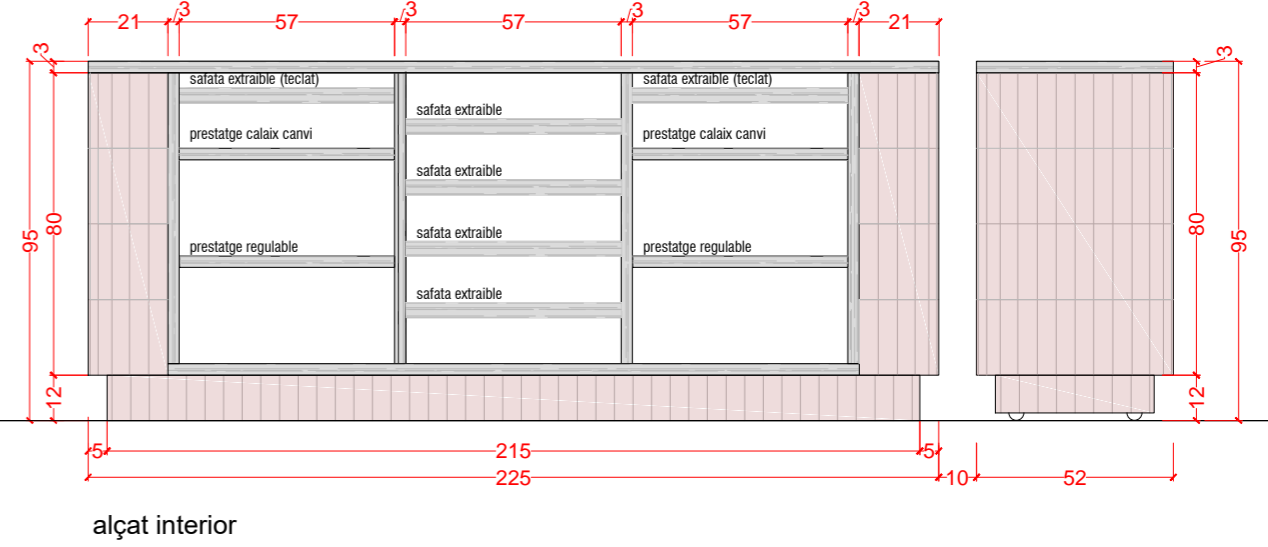 21 3 57 3 57 3 57 3 21
3 3
safata extraible (teclat) safata extraible (teclat)
safata extraible
prestatge calaix canvi prestatge calaix canvi
safata extraible
95 80 80 95
safata extraible
prestatge regulable prestatge regulable
safata extraible
12 12
5 215 5
225 10 52
alçat interior